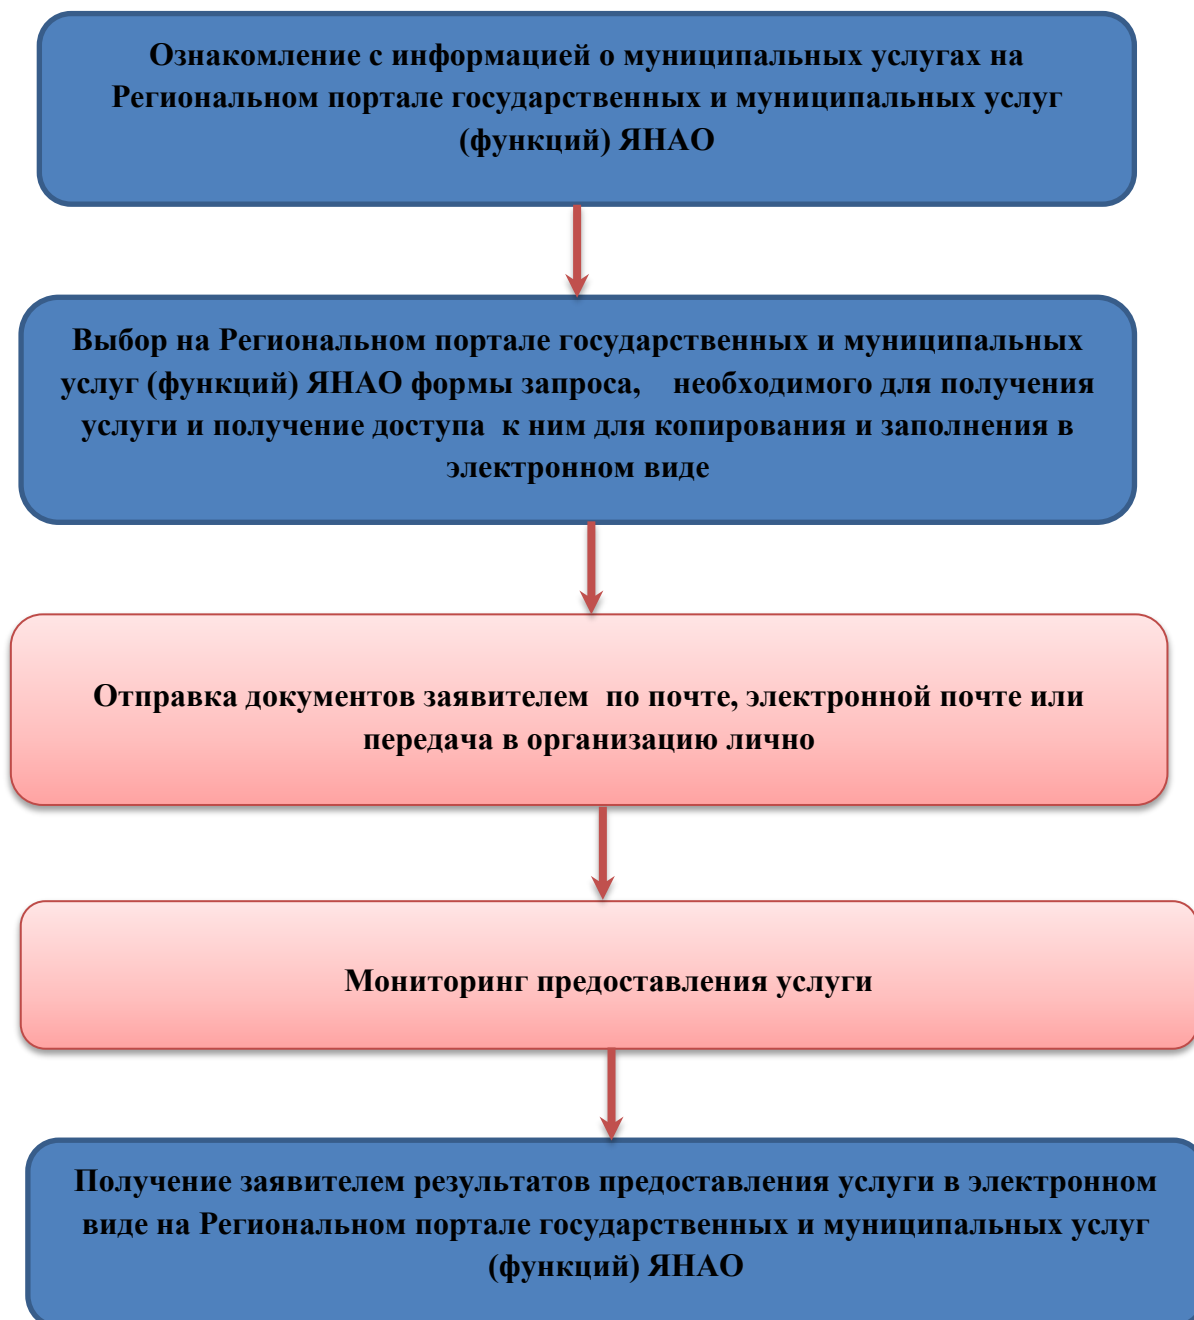 Ознакомление с информацией о муниципальных услугах на
Региональном портале государственных и муниципальных услуг
(функций) ЯНАО
Выбор на Региональном портале государственных и муниципальных
услуг (функций) ЯНАО формы запроса, необходимого для получения
услуги и получение доступа к ним для копирования и заполнения в
электронном виде
Отправка документов заявителем по почте, электронной почте или
передача в организацию лично
Мониторинг предоставления услуги
Получение заявителем результатов предоставления услуги в электронном
виде на Региональном портале государственных и муниципальных услуг
(функций) ЯНАО